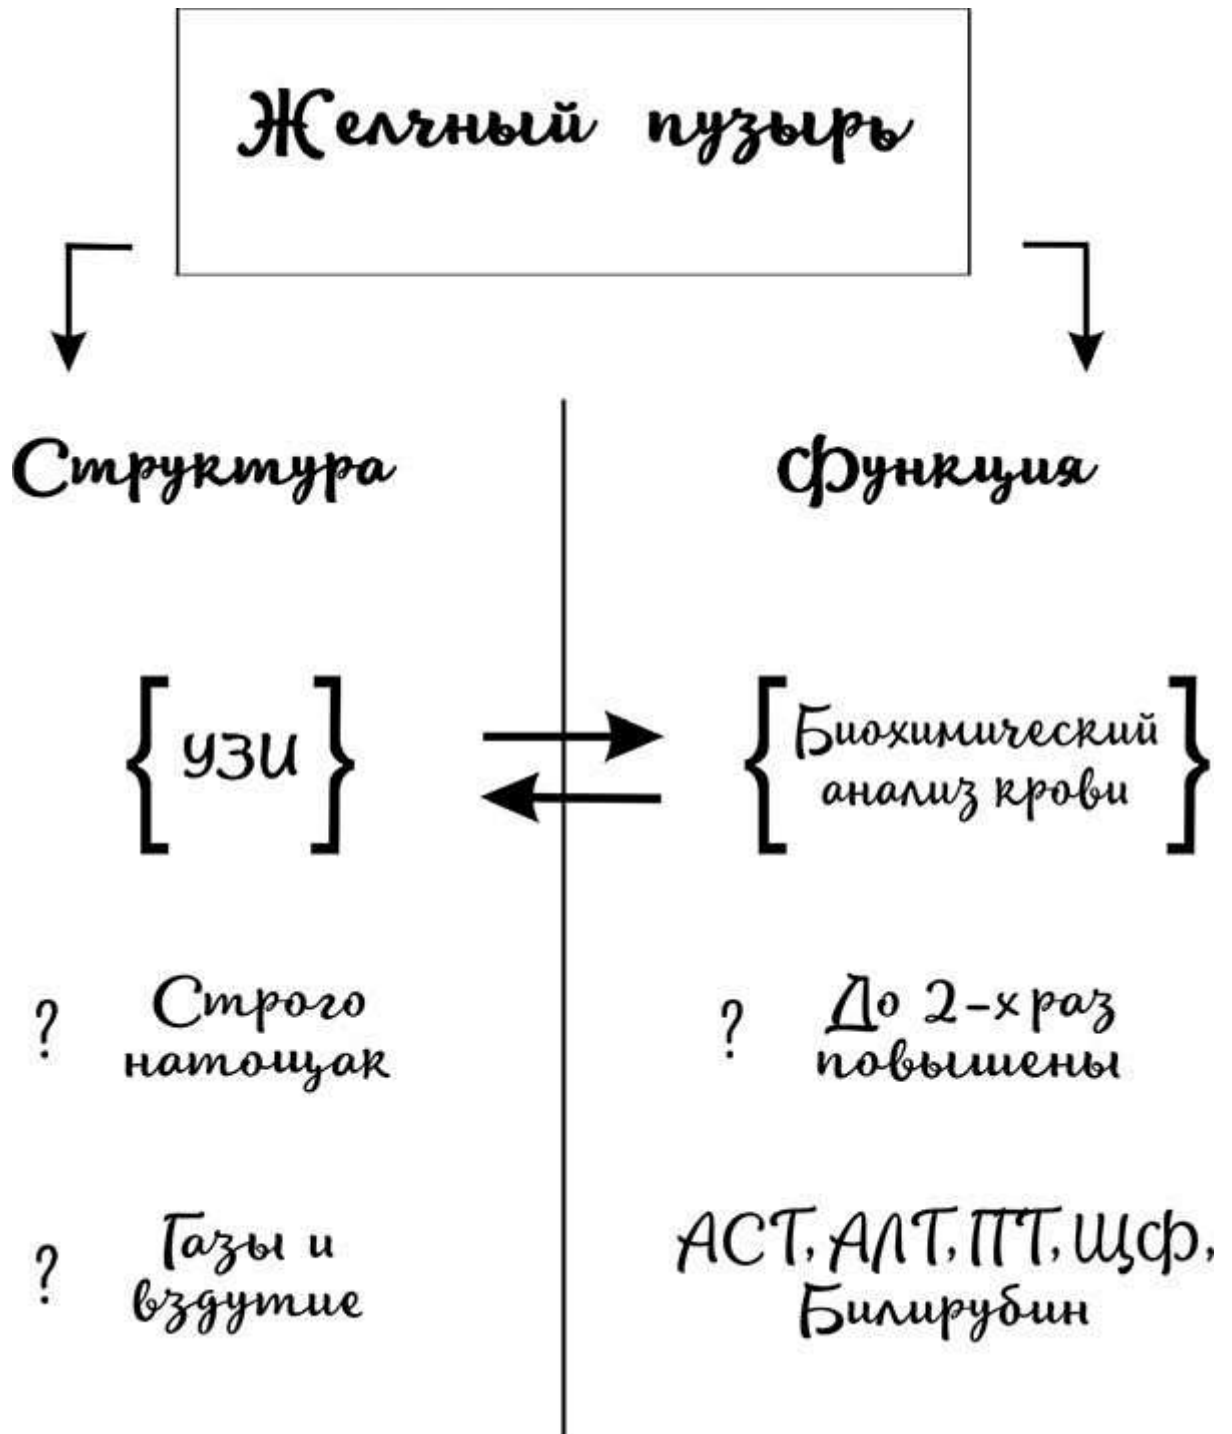 Желчный пузырь
Структура
Функция
{ УЗИ }
{ Биохимический
анализ крови }
? Строго
натощак
? До 2-х раз
повышены
? Газы и
вздутие
АСТ, АЛТ, ПТ, ЩФ,
Билирубин